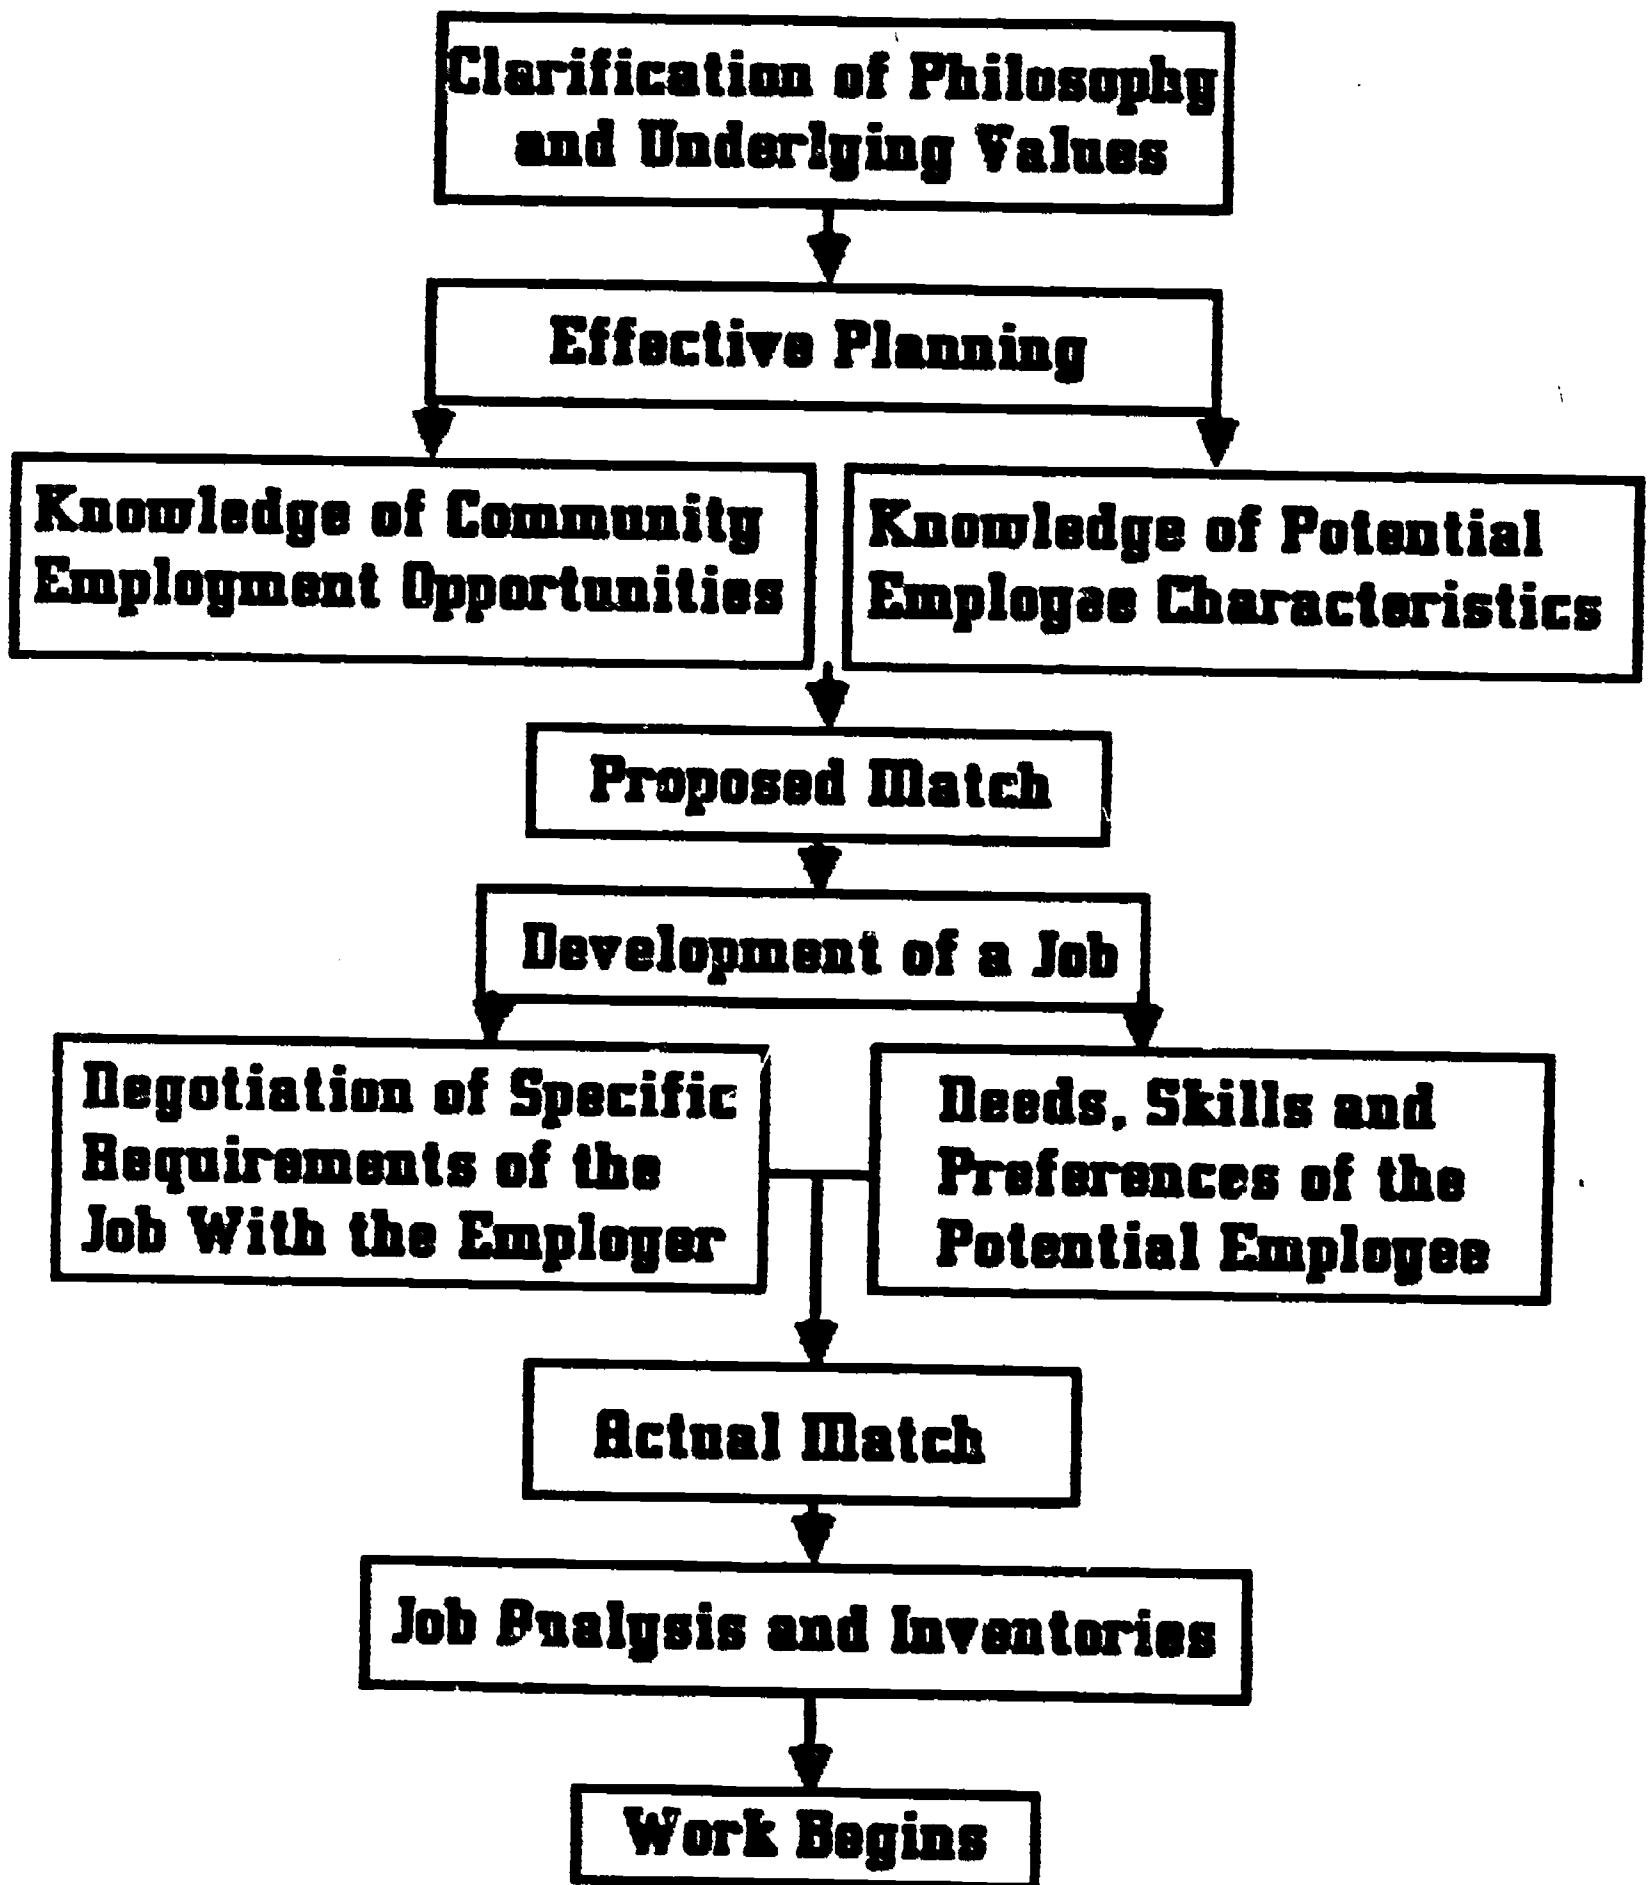 Clarification of Philosophy
and Underlying Values
Effective Planning
Knowledge of Community
Employment Opportunities
Knowledge of Potential
Employee Characteristics
Proposed Match
Development of a Job
Negotiation of Specific
Requirements of the
Job With the Employer
Needs, Skills and
Preferences of the
Potential Employee
Actual Match
Job Analysis and Inventories
Work Begins